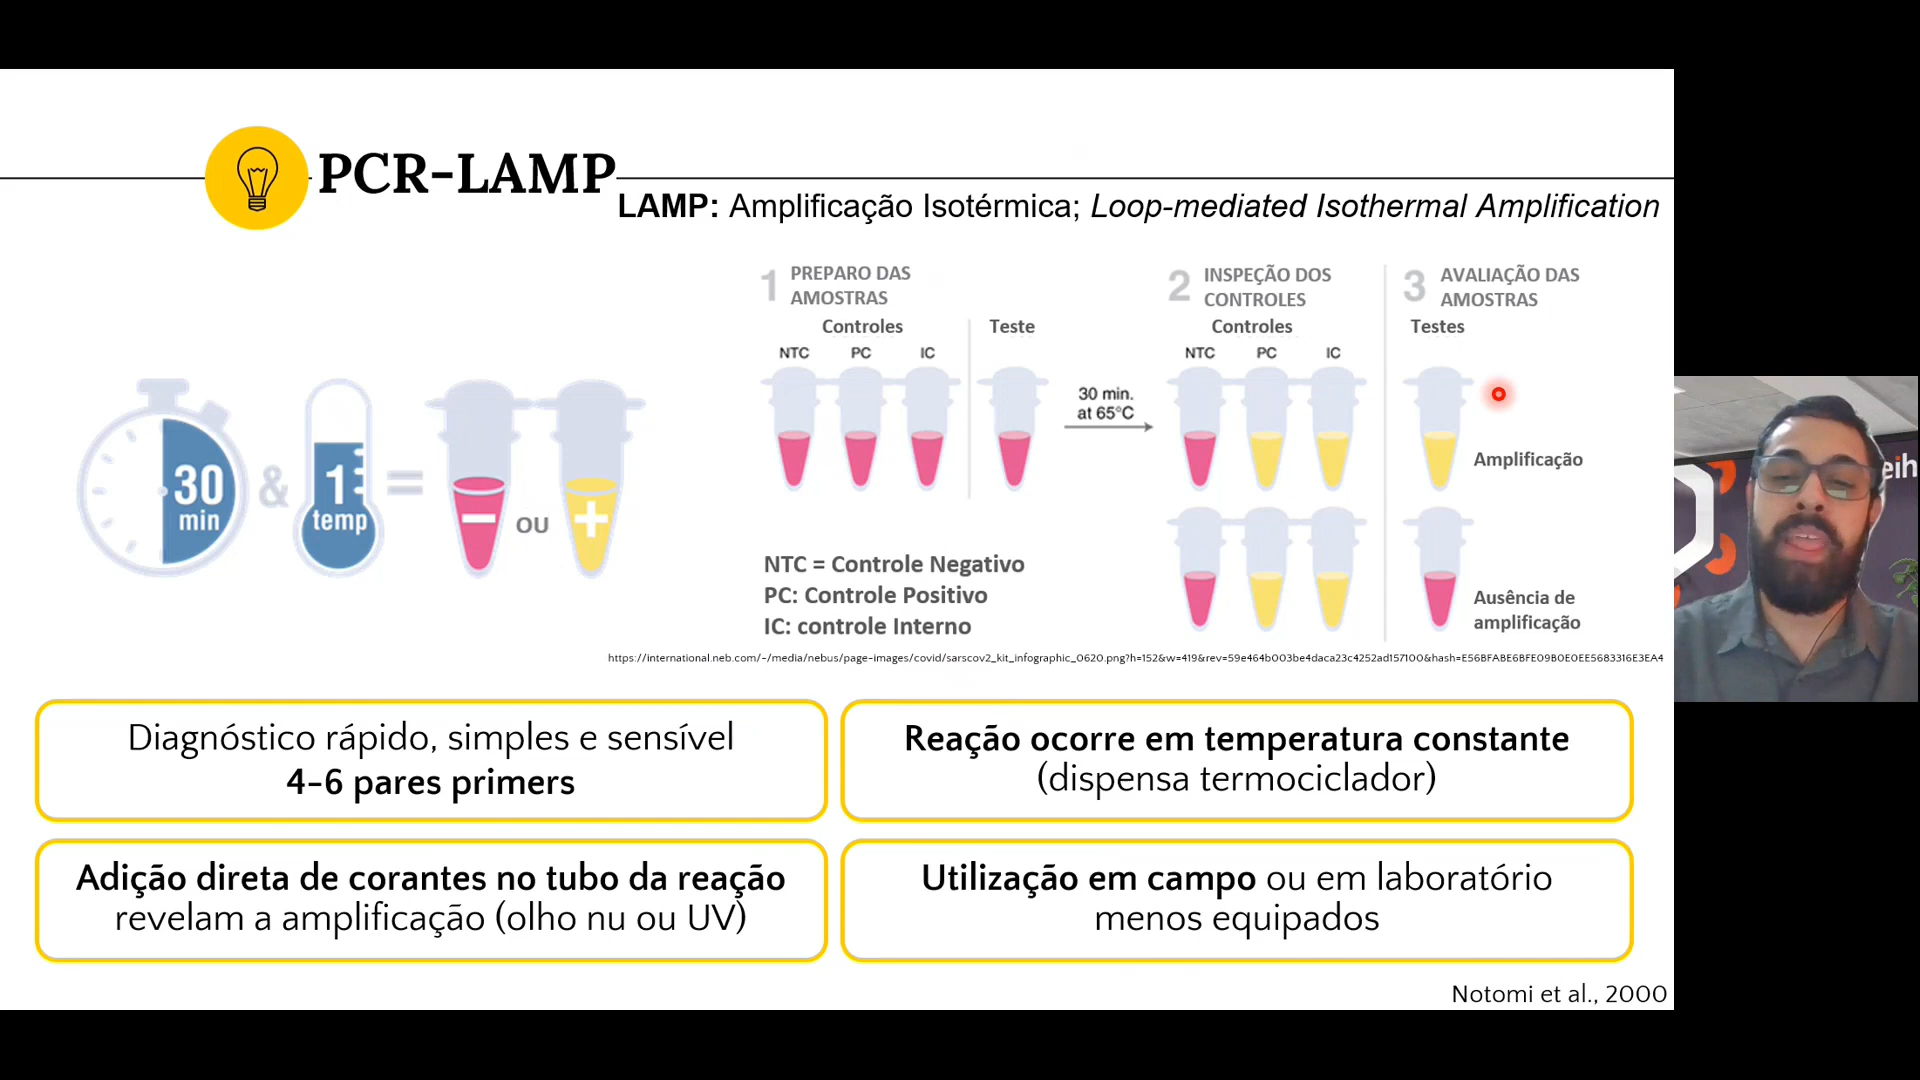 PCR-LAMP
LAMP: Amplificação Isotérmica; Loop-mediated Isothermal Amplification
30
min
&
1
temp
=
−
OU
+
1 PREPARO DAS
AMOSTRAS
Controles
Teste
NTC PC IC
30 min.
at 65°C
2 INSPEÇÃO DOS
CONTROLES
Controles
NTC PC IC
3 AVALIAÇÃO DAS
AMOSTRAS
Testes
Amplificação
Ausência de
amplificação
NTC = Controle Negativo
PC: Controle Positivo
IC: controle Interno
https://international.neb.com/-/media/nebus/page-images/covid/sarscov2_kit_infographic_0620.png?h=152&w=419&rev=59e464b003be4daca23c4252ad157100&hash=E56BFABE6BFE09B0E0EE5683316E3EA4
Diagnóstico rápido, simples e sensível
4-6 pares primers
Reação ocorre em temperatura constante
(dispensa termociclador)
Adição direta de corantes no tubo da reação
revelam a amplificação (olho nu ou UV)
Utilização em campo ou em laboratório
menos equipados
Notomi et al., 2000
eih